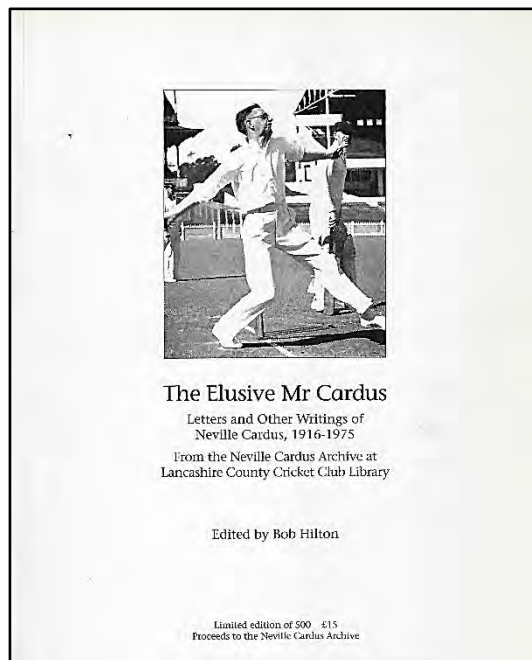 The Elusive Mr Cardus
Letters and Other Writings of
Neville Cardus, 1916-1975
From the Neville Cardus Archive at
Lancashire County Cricket Club Library
Edited by Bob Hilton
Limited edition of 500 £15
Proceeds to the Neville Cardus Archive